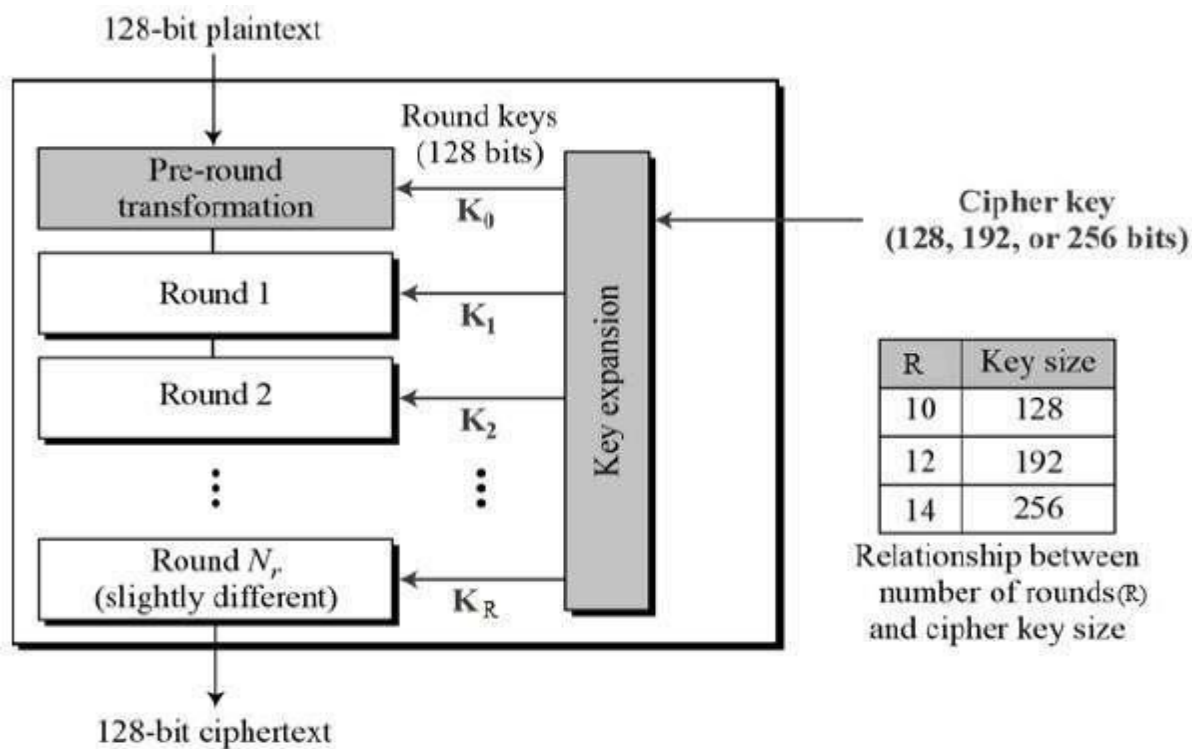 128-bit plaintext
Round keys
(128 bits)
Pre-round
transformation
K0
Cipher key
(128, 192, or 256 bits)
Round 1
K1
Key expansion
Round 2
K2
R Key size
10 128
12 192
14 256
Round Nr
(slightly different)
KR
Relationship between
number of rounds(R)
and cipher key size
128-bit ciphertext